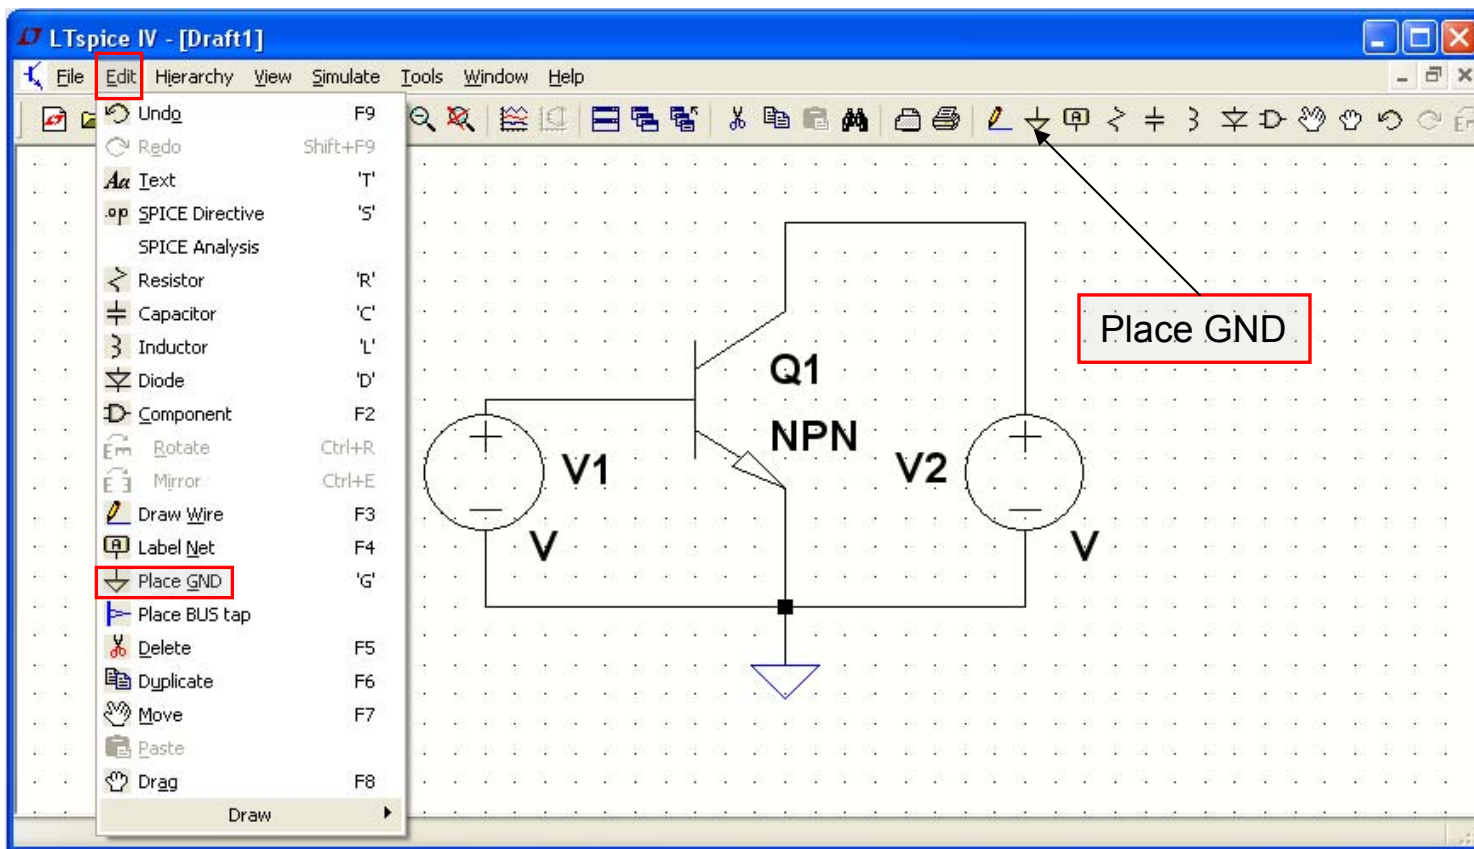 LTspice IV - [Draft1]
File Edit Hierarchy View Simulate Tools Window Help
Undo F9
Redo Shift+F9
Aa Text 'T'
.op SPICE Directive 'S'
SPICE Analysis
Resistor 'R'
Capacitor 'C'
Inductor 'L'
Diode 'D'
Component F2
Rotate Ctrl+R
Mirror Ctrl+E
Draw Wire F3
Label Net F4
Place GND 'G'
Place BUS tap
Delete F5
Duplicate F6
Move F7
Paste
Drag F8
Draw
Place GND
Q1
NPN
V1
V
V2
V